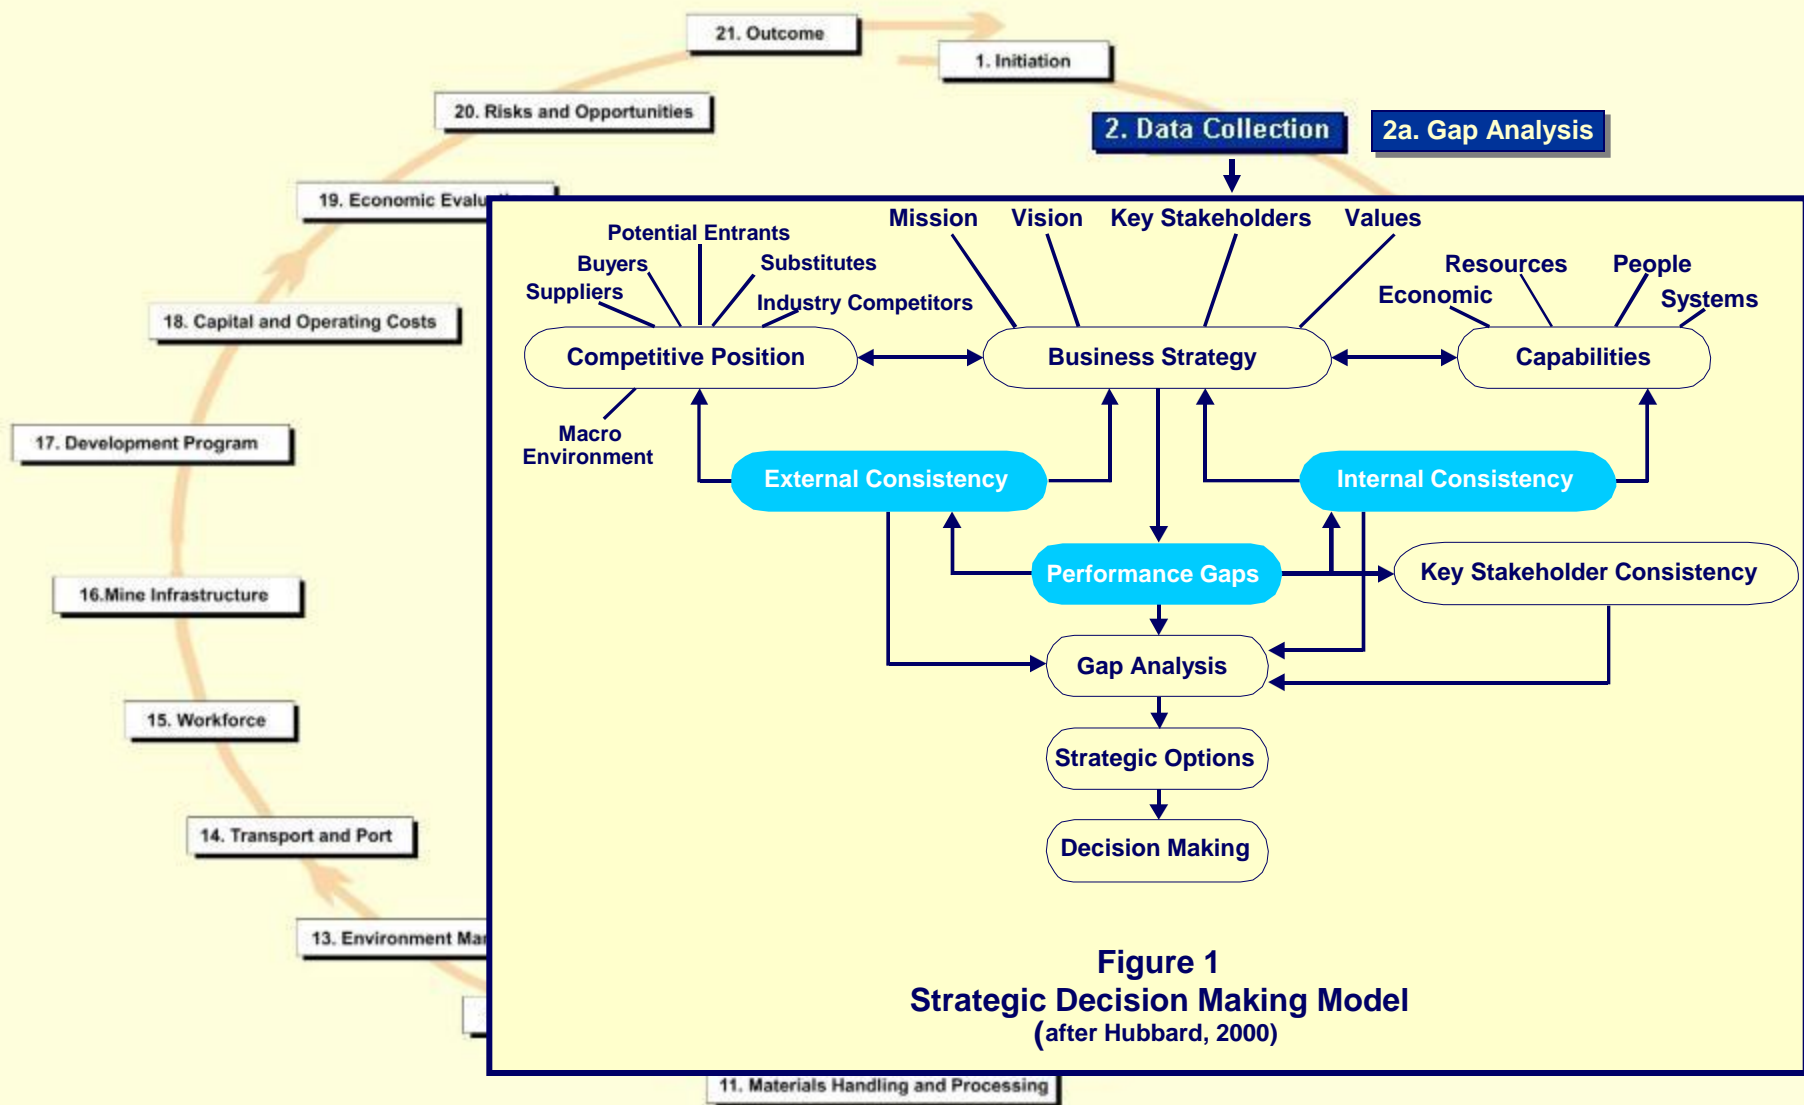 21. Outcome
1. Initiation
20. Risks and Opportunities
2. Data Collection
2a. Gap Analysis
19. Economic
Mission
Vision
Key Stakeholders
Values
Potential Entrants
Buyers
Substitutes
Suppliers
Industry Competitors
Resources
People
Economic
Systems
18. Capital and Operating Costs
Competitive Position
Business Strategy
Capabilities
Macro
Environment
17. Development Program
External Consistency
Internal Consistency
Performance Gaps
Key Stakeholder Consistency
16.Mine Infrastructure
Gap Analysis
15. Workforce
Strategic Options
14. Transport and Port
Decision Making
13. Environment
Figure 1
Strategic Decision Making Model
(after Hubbard, 2000)
11. Materials Handling and Processing